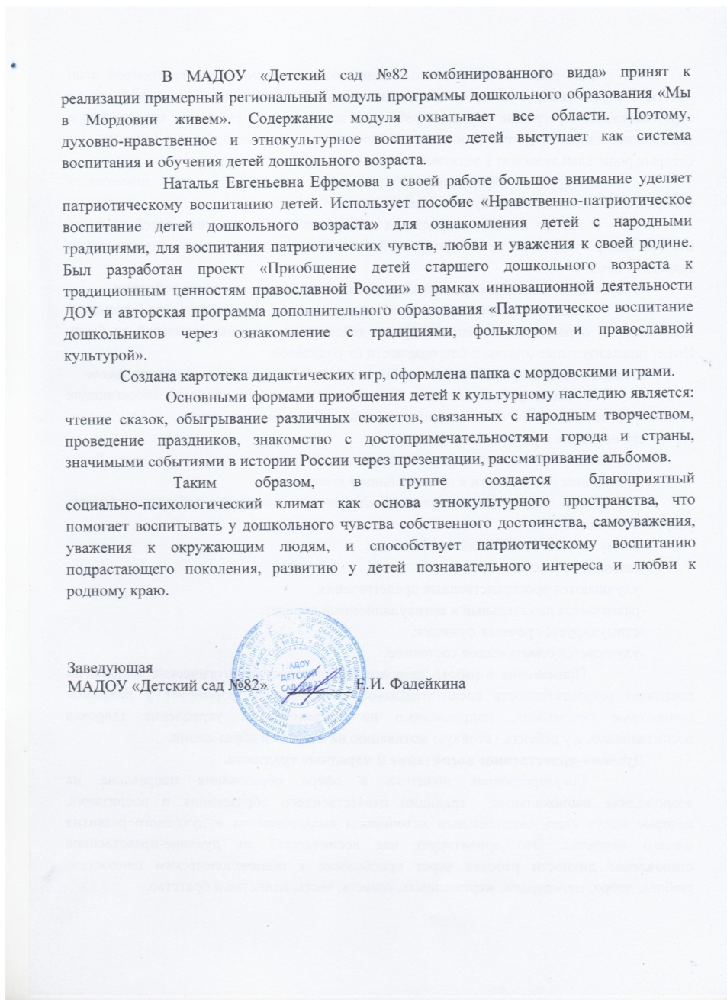 В МАДОУ «Детский сад №82 комбинированного вида» принят к
реализации примерный региональный модуль программы дошкольного образования «Мы
в Мордовии живем». Содержание модуля охватывает все области. Поэтому,
духовно-нравственное и этнокультурное воспитание детей выступает как система
воспитания и обучения детей дошкольного возраста.
Наталья Евгеньевна Ефремова в своей работе большое внимание уделяет
патриотическому воспитанию детей. Использует пособие «Нравственно-патриотическое
воспитание детей дошкольного возраста» для ознакомления детей с народными
традициями, для воспитания патриотических чувств, любви и уважения к своей родине.
Был разработан проект «Приобщение детей старшего дошкольного возраста к
традиционным ценностям православной России» в рамках инновационной деятельности
ДОУ и авторская программа дополнительного образования «Патриотическое воспитание
дошкольников через ознакомление с традициями, фольклором и православной
культурой».
Создана картотека дидактических игр, оформлена папка с мордовскими играми.
Основными формами приобщения детей к культурному наследию является:
чтение сказок, обыгрывание различных сюжетов, связанных с народным творчеством,
проведение праздников, знакомство с достопримечательностями города и страны,
значимыми событиями в истории России через презентации, рассматривание альбомов.
Таким образом, в группе создается благоприятный
социально-психологический климат как основа этнокультурного пространства, что
помогает воспитывать у дошкольного чувства собственного достоинства, самоуважения,
уважения к окружающим людям, и способствует патриотическому воспитанию
подрастающего поколения, развитию у детей познавательного интереса и любви к
родному краю.
Заведующая
МАДОУ «Детский сад №82» __________ Е.И. Фадейкина
АДОУ
"ДЕТСКИЙ
САД №82"